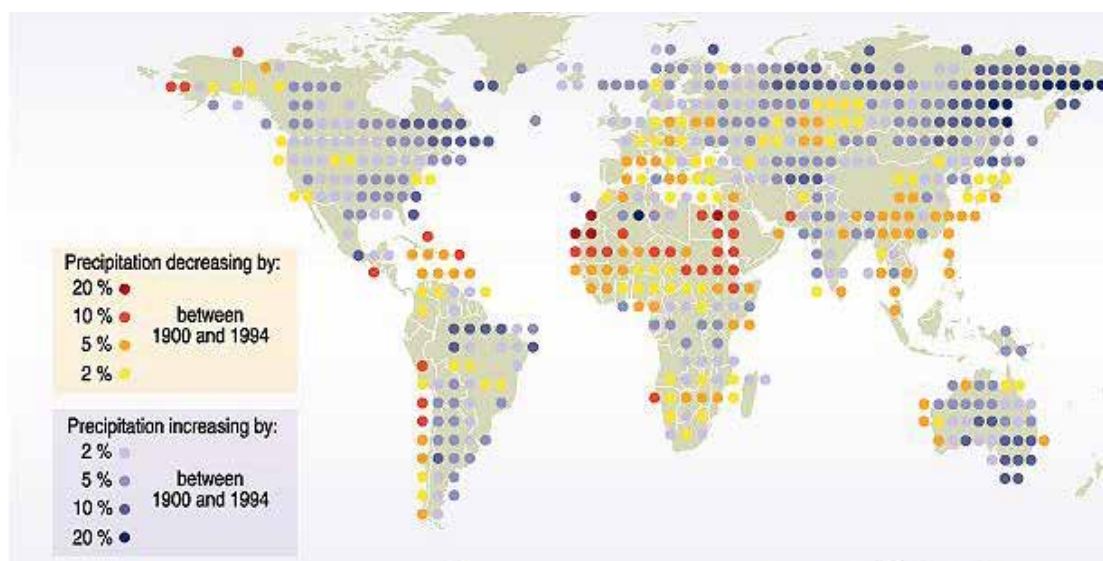 Precipitation decreasing by:
20 %
10 %
5 %
2 %
between
1900 and 1994
Precipitation increasing by:
2 %
5 %
10 %
20 %
between
1900 and 1994